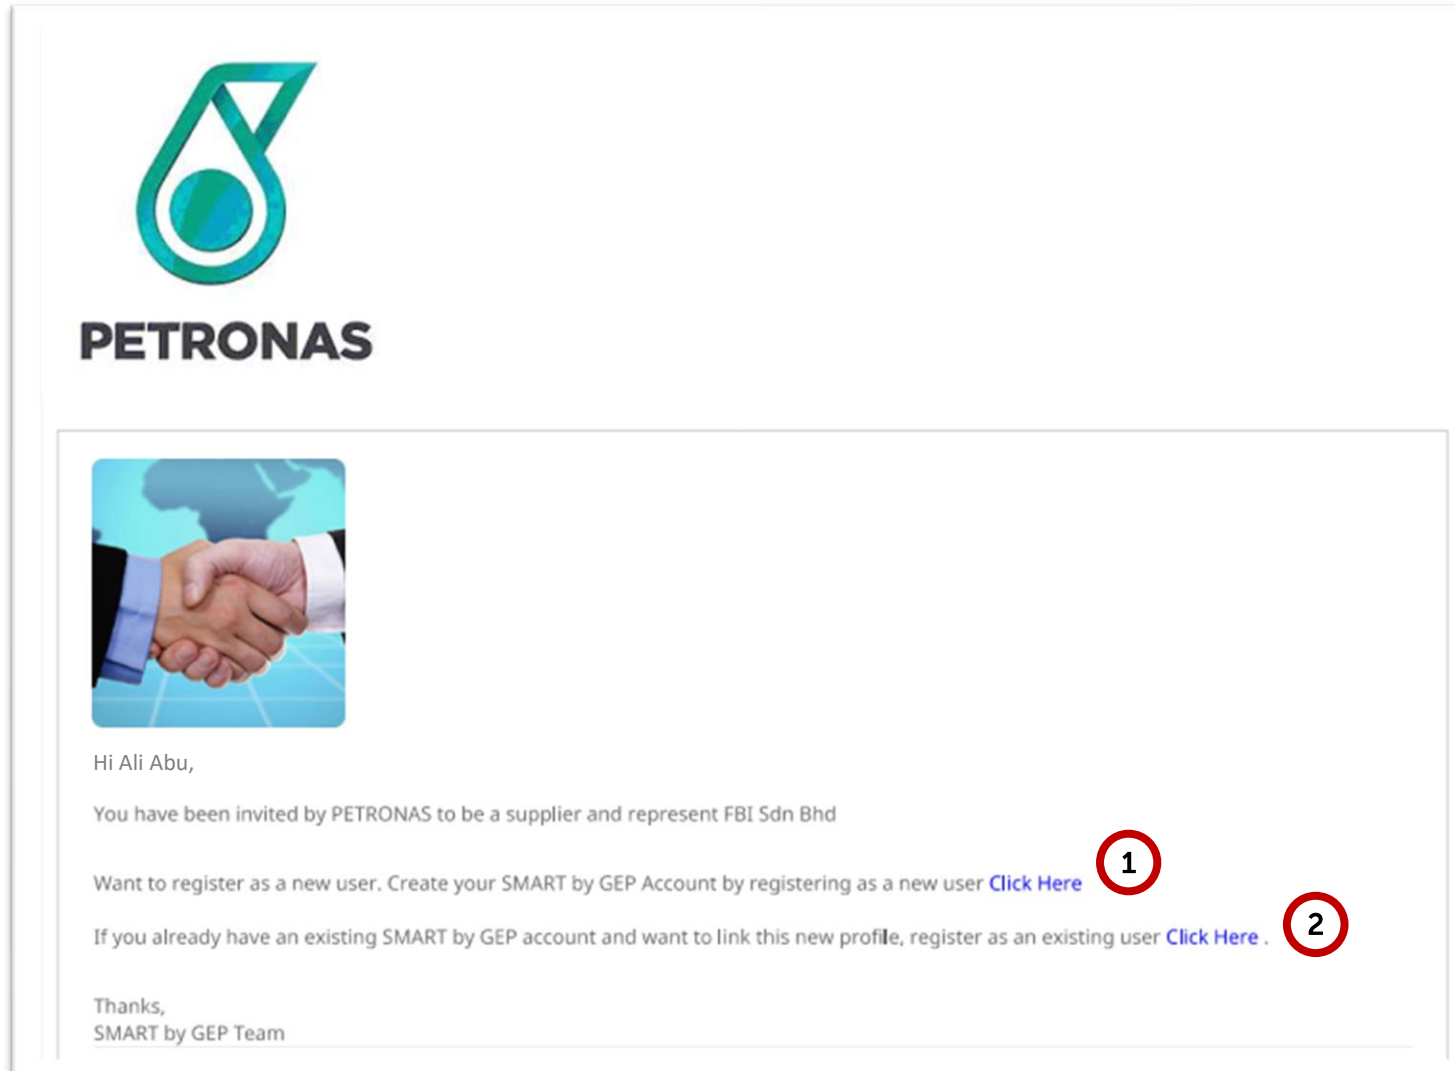 PETRONAS
Hi Ali Abu,
You have been invited by PETRONAS to be a supplier and represent FBI Sdn Bhd
1
Want to register as a new user. Create your SMART by GEP Account by registering as a new user Click Here
2
If you already have an existing SMART by GEP account and want to link this new profile, register as an existing user Click Here .
Thanks,
SMART by GEP Team